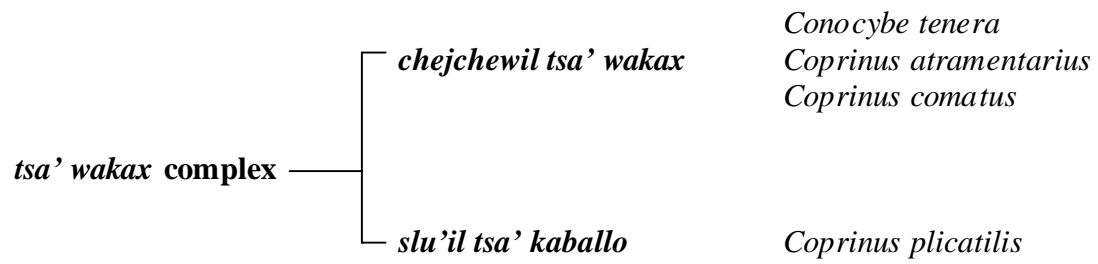 Conocybe tenera
chejchewil tsa’ wakax Coprinus atramentarius
Coprinus comatus
tsa’ wakax complex
slu’il tsa’ kaballo Coprinus plicatilis